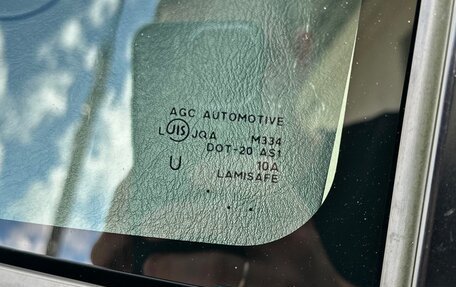 AGC AUTOMOTIVE
L JIS JQA M334
DOT-20 AS1
U 10A
LAMISAFE